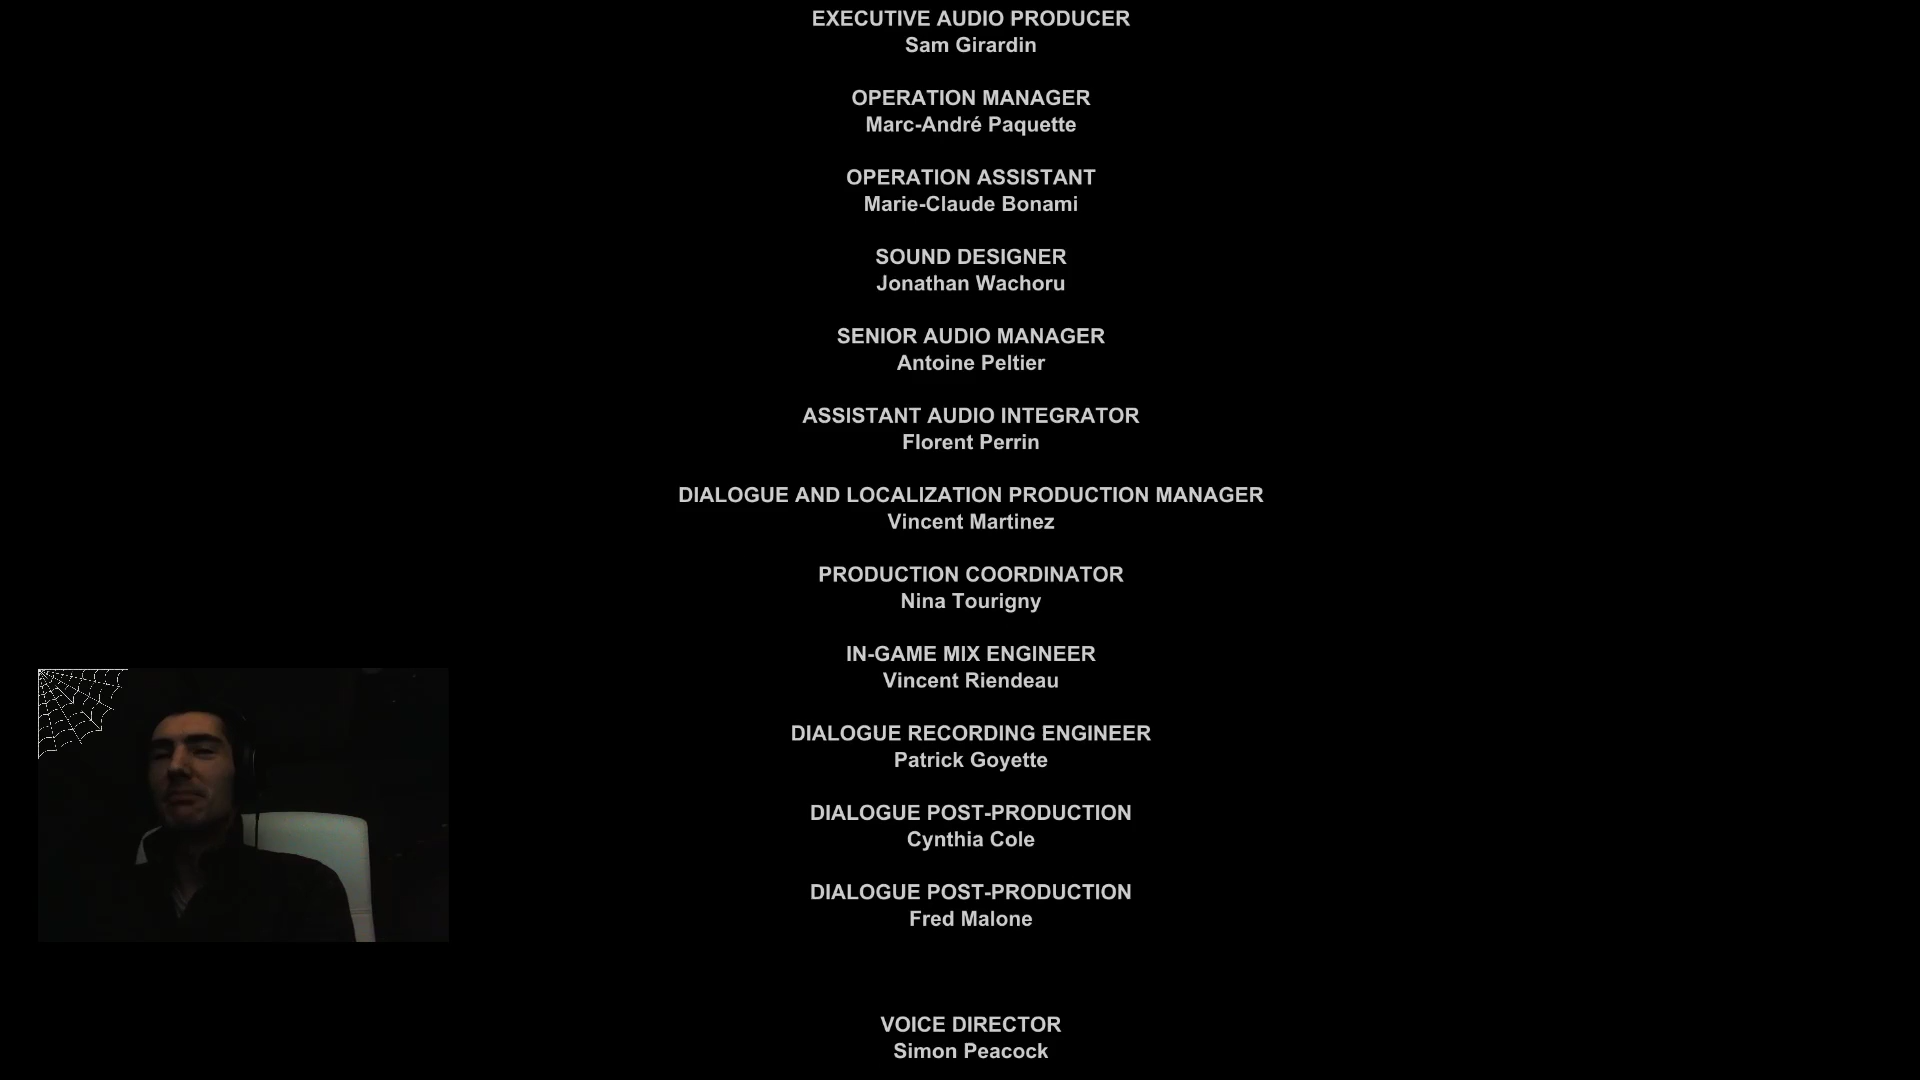 EXECUTIVE AUDIO PRODUCER
Sam Girardin
OPERATION MANAGER
Marc-André Paquette
OPERATION ASSISTANT
Marie-Claude Bonami
SOUND DESIGNER
Jonathan Wachoru
SENIOR AUDIO MANAGER
Antoine Peltier
ASSISTANT AUDIO INTEGRATOR
Florent Perrin
DIALOGUE AND LOCALIZATION PRODUCTION MANAGER
Vincent Martinez
PRODUCTION COORDINATOR
Nina Tourigny
IN-GAME MIX ENGINEER
Vincent Riendeau
DIALOGUE RECORDING ENGINEER
Patrick Goyette
DIALOGUE POST-PRODUCTION
Cynthia Cole
DIALOGUE POST-PRODUCTION
Fred Malone
VOICE DIRECTOR
Simon Peacock